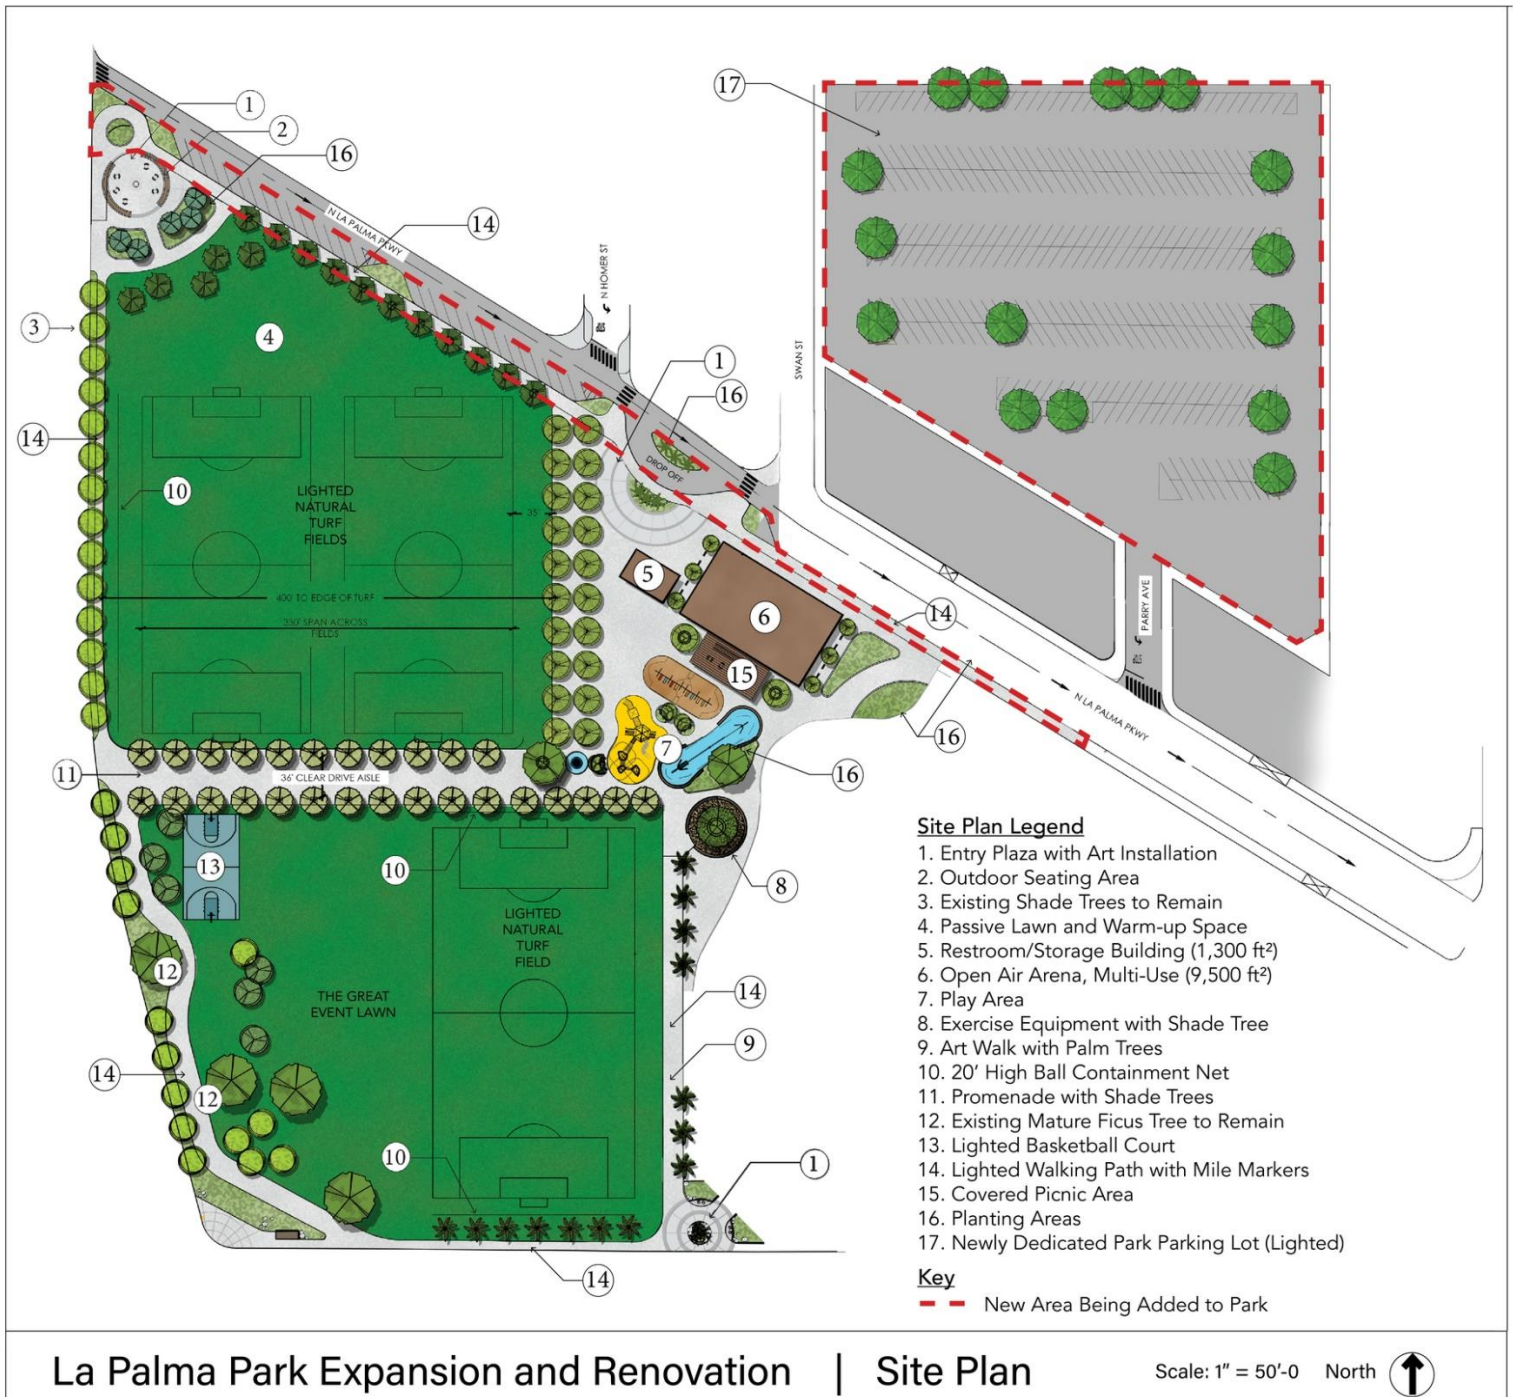 1
2
16
17
14
N LA PALMA PKWY
N HOMER ST
3
4
1
16
SWAN ST
14
DROP OFF
10
LIGHTED
NATURAL
TURF
FIELDS
35'
5
6
400' TO EDGE OF TURF
14
PARRY AVE
330' SPAN ACROSS
FIELDS
15
N LA PALMA PKWY
16
7
11
36' CLEAR DRIVE AISLE
16
13
10
8
LIGHTED
NATURAL
TURF
FIELD
12
THE GREAT
EVENT LAWN
14
9
14
12
10
1
14
Site Plan Legend
1. Entry Plaza with Art Installation
2. Outdoor Seating Area
3. Existing Shade Trees to Remain
4. Passive Lawn and Warm-up Space
5. Restroom/Storage Building (1,300 ft²)
6. Open Air Arena, Multi-Use (9,500 ft²)
7. Play Area
8. Exercise Equipment with Shade Tree
9. Art Walk with Palm Trees
10. 20' High Ball Containment Net
11. Promenade with Shade Trees
12. Existing Mature Ficus Tree to Remain
13. Lighted Basketball Court
14. Lighted Walking Path with Mile Markers
15. Covered Picnic Area
16. Planting Areas
17. Newly Dedicated Park Parking Lot (Lighted)
Key
New Area Being Added to Park
La Palma Park Expansion and Renovation | Site Plan
Scale: 1" = 50'-0 North